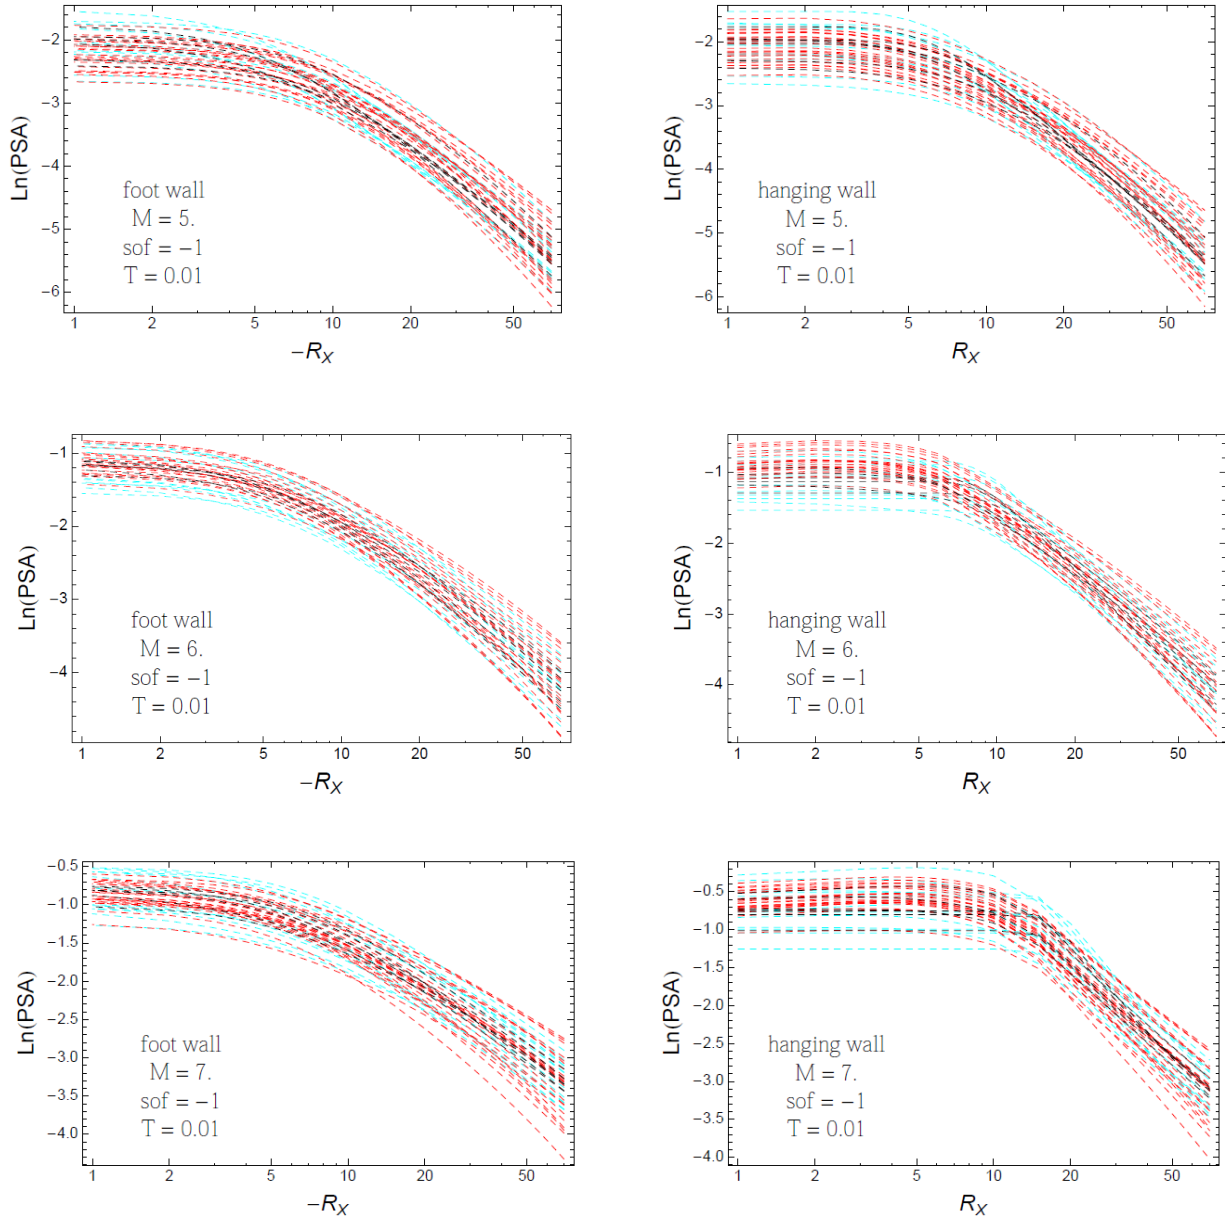 Ln(PSA)
−2
−3
−4
−5
−6
foot wall
M = 5.
sof = −1
T = 0.01
1 2 5 10 20 50
−R_X
Ln(PSA)
−2
−3
−4
−5
−6
hanging wall
M = 5.
sof = −1
T = 0.01
1 2 5 10 20 50
R_X
Ln(PSA)
−1
−2
−3
−4
foot wall
M = 6.
sof = −1
T = 0.01
1 2 5 10 20 50
−R_X
Ln(PSA)
−1
−2
−3
−4
hanging wall
M = 6.
sof = −1
T = 0.01
1 2 5 10 20 50
R_X
Ln(PSA)
−0.5
−1.0
−1.5
−2.0
−2.5
−3.0
−3.5
−4.0
foot wall
M = 7.
sof = −1
T = 0.01
1 2 5 10 20 50
−R_X
Ln(PSA)
−0.5
−1.0
−1.5
−2.0
−2.5
−3.0
−3.5
−4.0
hanging wall
M = 7.
sof = −1
T = 0.01
1 2 5 10 20 50
R_X